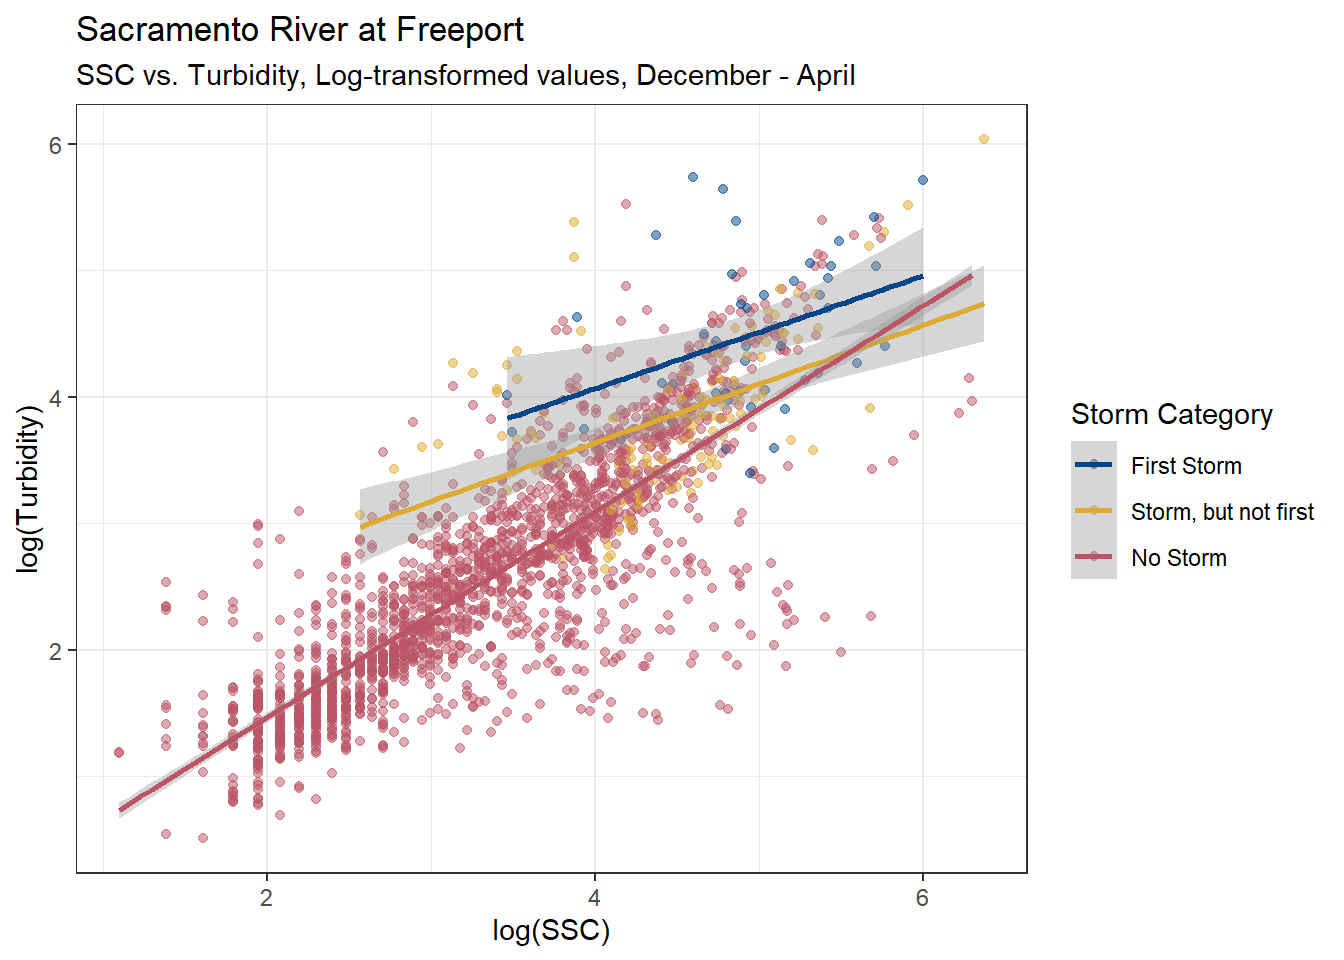 Sacramento River at Freeport
SSC vs. Turbidity, Log-transformed values, December - April
6
4
2
log(Turbidity)
2
4
6
log(SSC)
Storm Category
First Storm
Storm, but not first
No Storm